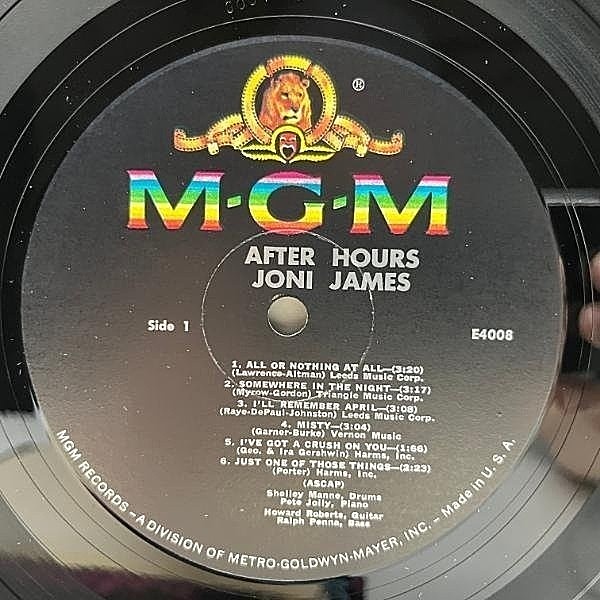 ®
M-G-M
AFTER HOURS
JONI JAMES
Side 1
E4008
1. ALL OR NOTHING AT ALL—(3:20)
(Lawrence-Altman) Leeds Music Corp.
2. SOMEWHERE IN THE NIGHT—(3:17)
(Myrow-Gordon) Triangle Music Corp.
3. I'LL REMEMBER APRIL—(3:08)
(Raye-DePaul-Johnston) Leeds Music Corp.
4. MISTY—(3:04)
(Garner-Burke) Vernon Music
5. I'VE GOT A CRUSH ON YOU—(1:66)
(Geo. & Ira Gershwin) Harms, Inc.
6. JUST ONE OF THOSE THINGS—(2:23)
(Porter) Harms, Inc.
(ASCAP)
Shelley Manne, Drums
Pete Jolly, Piano
Howard Roberts, Guitar
Ralph Penna, Bass
MGM RECORDS – A DIVISION OF METRO-GOLDWYN-MAYER, INC. – Made in U. S. A.